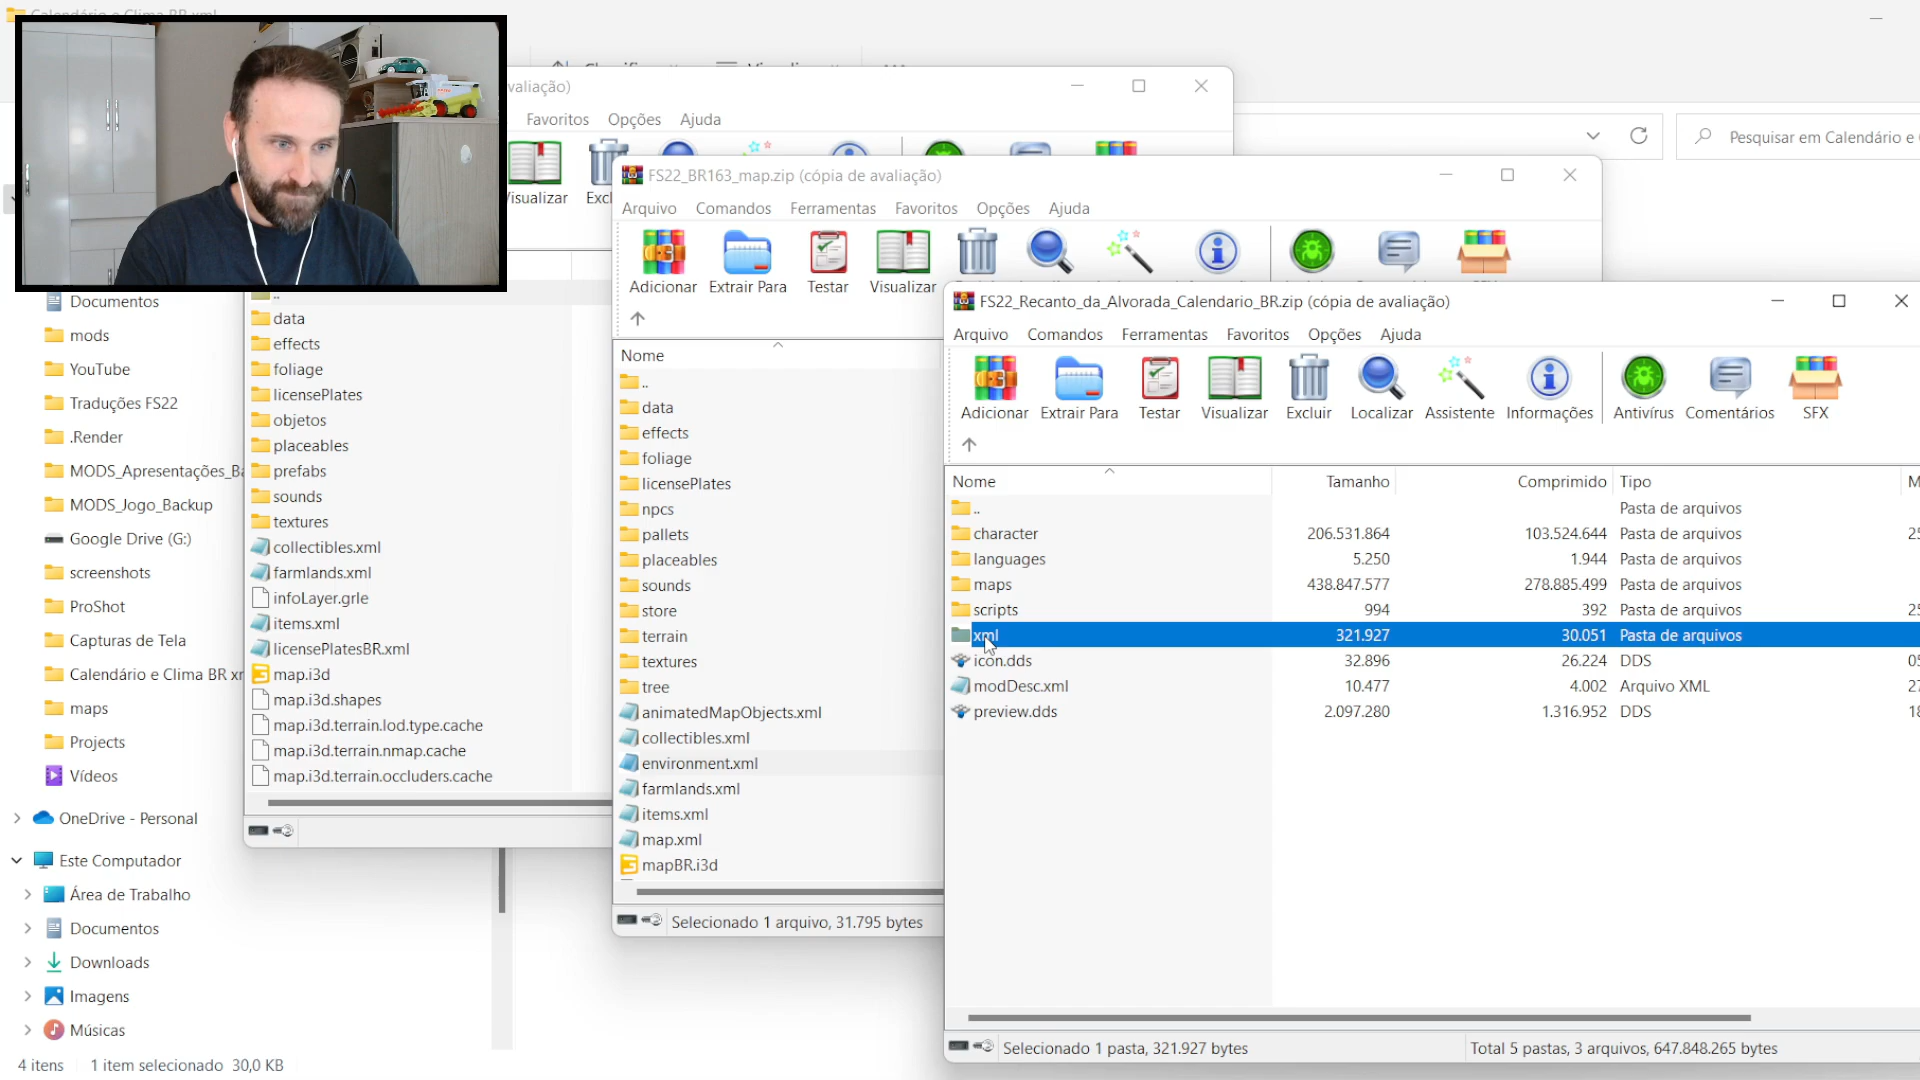 Calendário e Clima BR xml
valiação)
Favoritos Opções Ajuda
Visualizar
FS22_BR163_map.zip (cópia de avaliação)
Arquivo Comandos Ferramentas Favoritos Opções Ajuda
Adicionar Extrair Para Testar Visualizar
Nome
..
data
effects
foliage
licensePlates
npcs
pallets
placeables
sounds
store
terrain
textures
tree
animatedMapObjects.xml
collectibles.xml
environment.xml
farmlands.xml
items.xml
map.xml
mapBR.i3d
Selecionado 1 arquivo, 31.795 bytes
Pesquisar em Calendário e
FS22_Recanto_da_Alvorada_Calendario_BR.zip (cópia de avaliação)
Arquivo Comandos Ferramentas Favoritos Opções Ajuda
Adicionar Extrair Para Testar Visualizar Excluir Localizar Assistente Informações Antivírus Comentários SFX
Nome Tamanho Comprimido Tipo M
.. Pasta de arquivos
character 206.531.864 103.524.644 Pasta de arquivos 25
languages 5.250 1.944 Pasta de arquivos
maps 438.847.577 278.885.499 Pasta de arquivos
scripts 994 392 Pasta de arquivos 25
xml 321.927 30.051 Pasta de arquivos
icon.dds 32.896 26.224 DDS 05
modDesc.xml 10.477 4.002 Arquivo XML 27
preview.dds 2.097.280 1.316.952 DDS 18
Selecionado 1 pasta, 321.927 bytes
Total 5 pastas, 3 arquivos, 647.848.265 bytes
..
data
effects
foliage
licensePlates
objetos
placeables
prefabs
sounds
textures
collectibles.xml
farmlands.xml
infoLayer.grle
items.xml
licensePlatesBR.xml
map.i3d
map.i3d.shapes
map.i3d.terrain.lod.type.cache
map.i3d.terrain.nmap.cache
map.i3d.terrain.occluders.cache
Documentos
mods
YouTube
Traduções FS22
.Render
MODS_Apresentações_Ba
MODS_Jogo_Backup
Google Drive (G:)
screenshots
ProShot
Capturas de Tela
Calendário e Clima BR xm
maps
Projects
Vídeos
OneDrive - Personal
Este Computador
Área de Trabalho
Documentos
Downloads
Imagens
Músicas
4 itens 1 item selecionado 30,0 KB